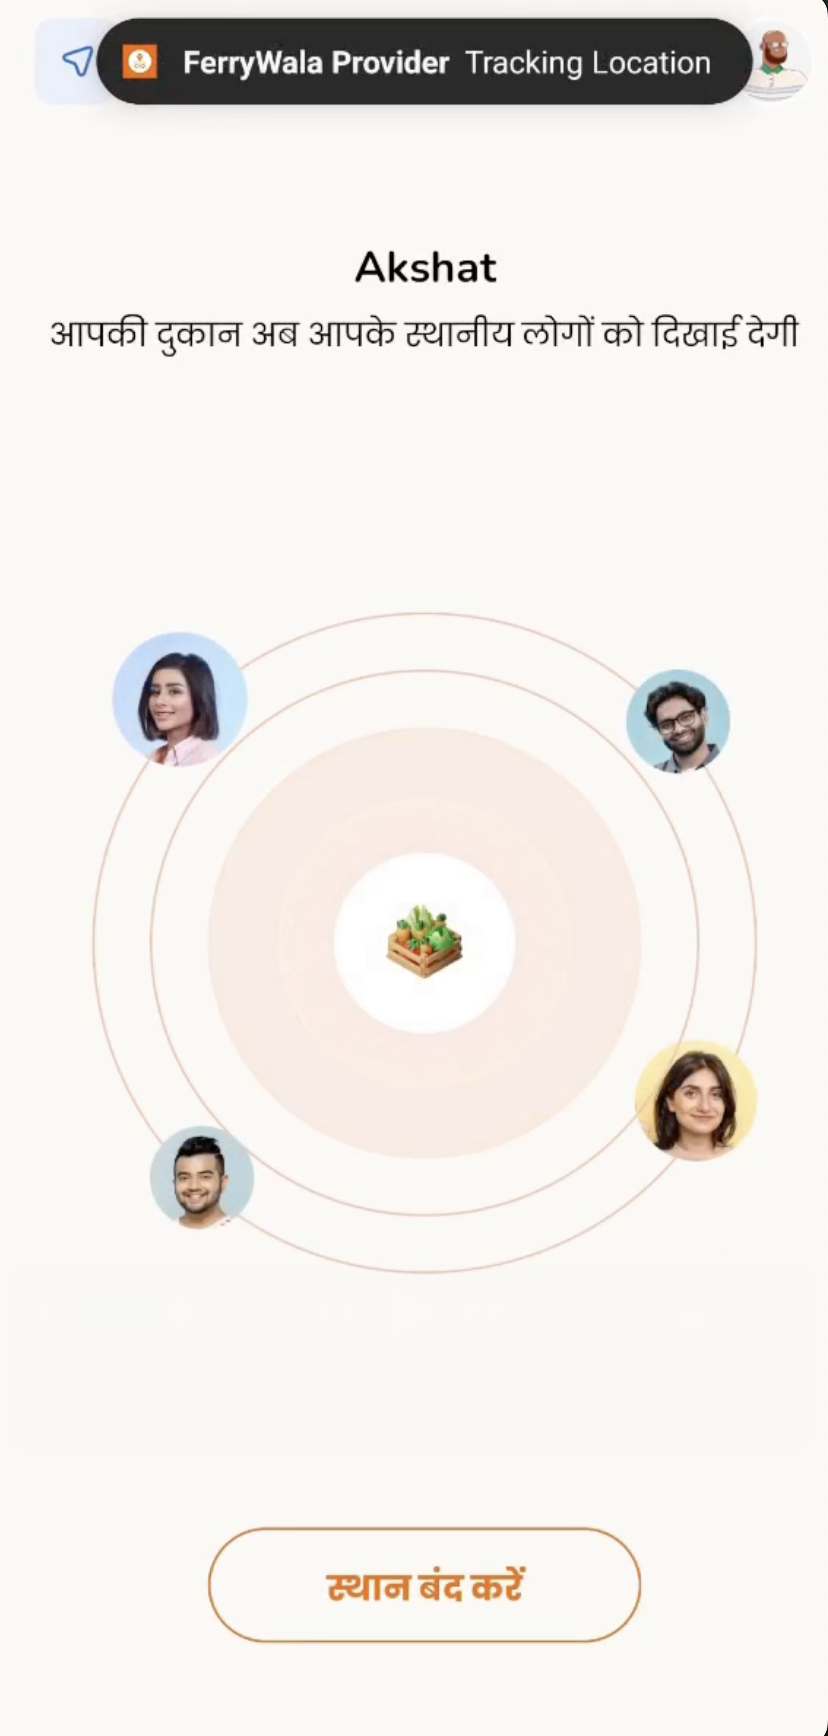 FerryWala Provider Tracking Location
Akshat
आपकी दुकान अब आपके स्थानीय लोगों को दिखाई देगी
स्थान बंद करें